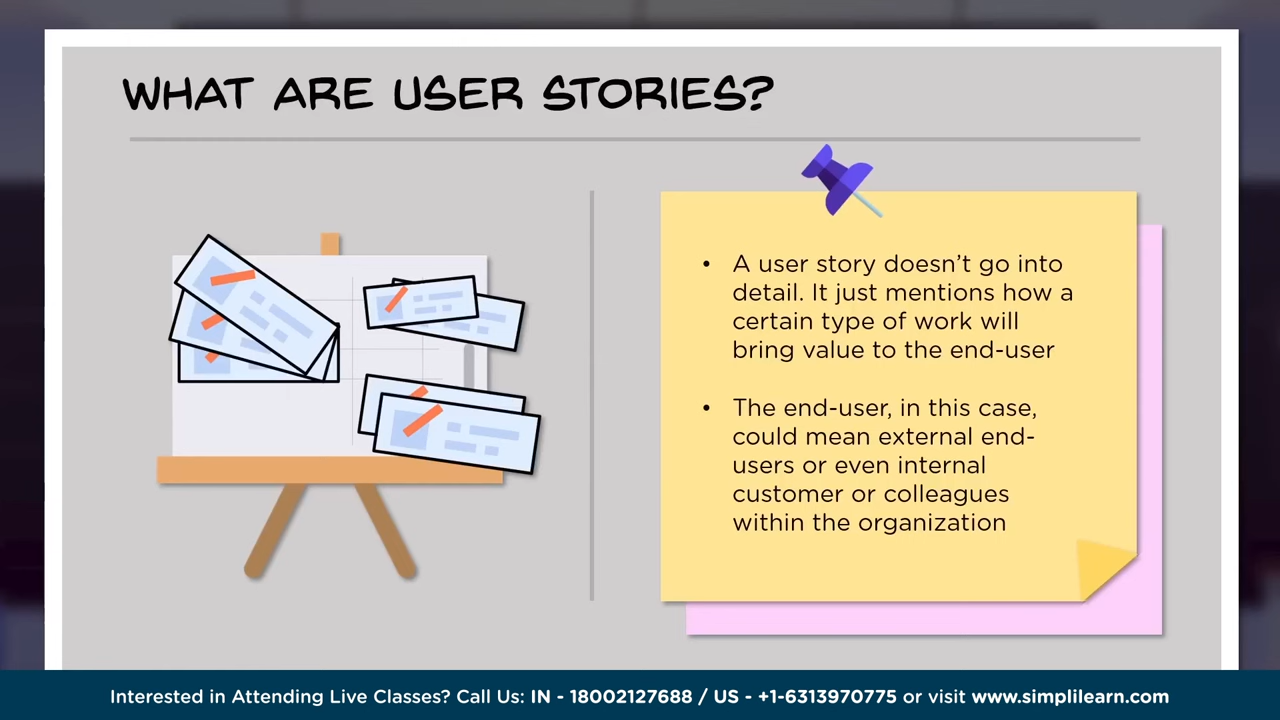 WHAT ARE USER STORIES?
• A user story doesn't go into
detail. It just mentions how a
certain type of work will
bring value to the end-user
• The end-user, in this case,
could mean external end-
users or even internal
customer or colleagues
within the organization
Interested in Attending Live Classes? Call Us: IN - 18002127688 / US - +1-6313970775 or visit www.simplilearn.com